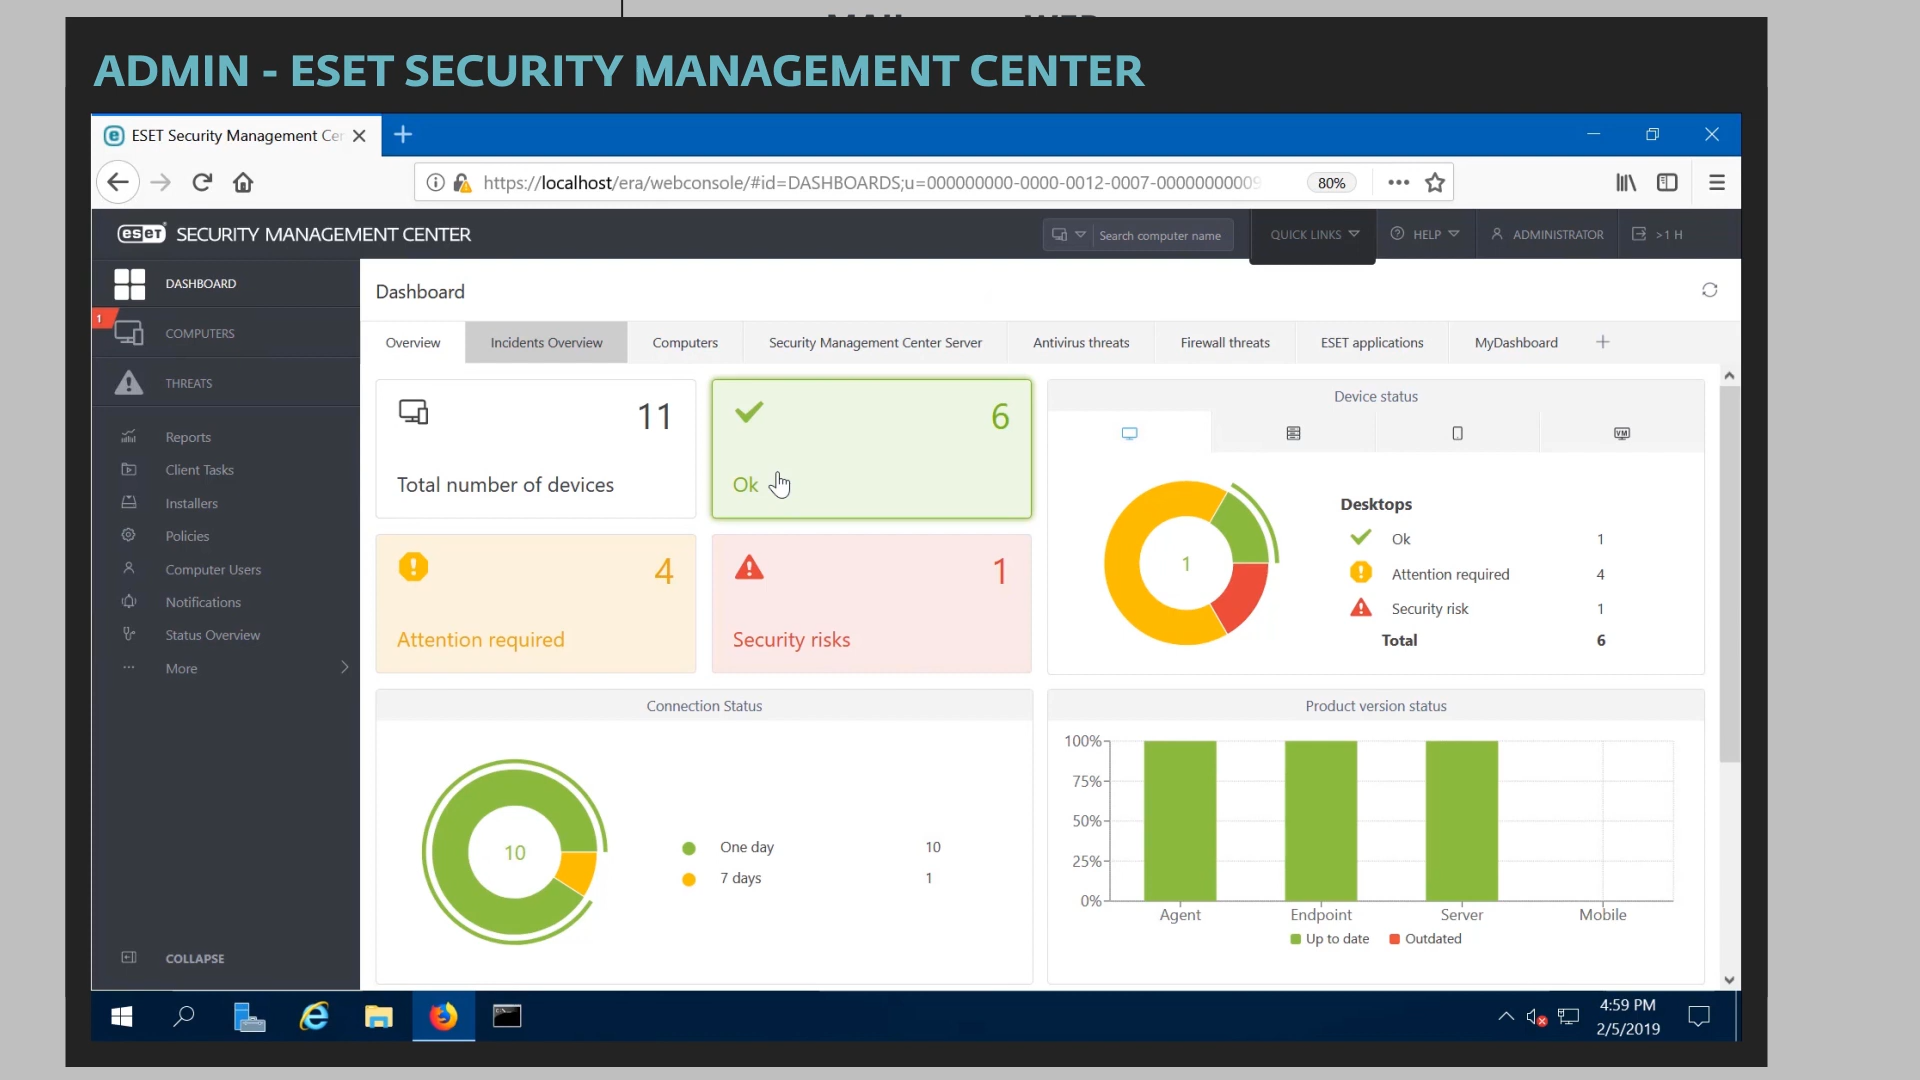 ADMIN - ESET SECURITY MANAGEMENT CENTER
ESET Security Management Cer
https://localhost/era/webconsole/#id=DASHBOARDS;u=000000000-0000-0012-0007-00000000009
80%
eseT SECURITY MANAGEMENT CENTER
Search computer name
QUICK LINKS
HELP
ADMINISTRATOR
>1 H
DASHBOARD
1
COMPUTERS
THREATS
Reports
Client Tasks
Installers
Policies
Computer Users
Notifications
Status Overview
More
COLLAPSE
Dashboard
Overview
Incidents Overview
Computers
Security Management Center Server
Antivirus threats
Firewall threats
ESET applications
MyDashboard
11
Total number of devices
6
Ok
4
Attention required
1
Security risks
Device status
VM
1
Desktops
Ok 1
Attention required 4
Security risk 1
Total 6
Connection Status
10
One day 10
7 days 1
Product version status
100%
75%
50%
25%
0%
Agent Endpoint Server Mobile
Up to date Outdated
4:59 PM
2/5/2019